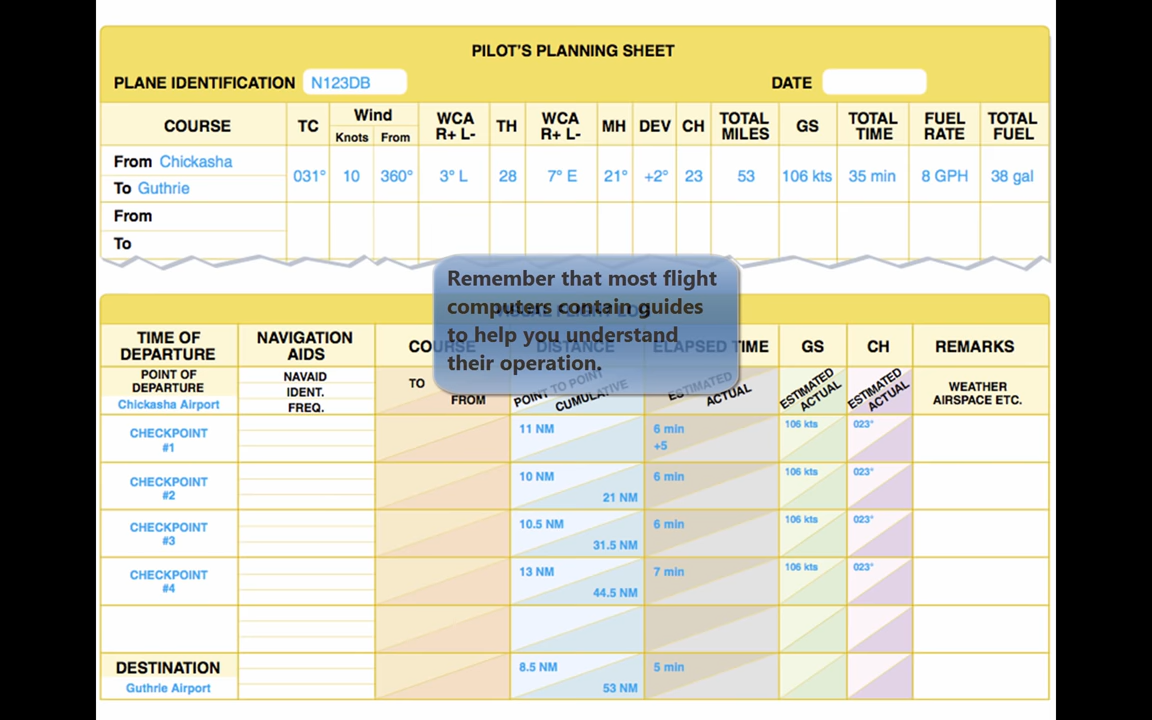 PILOT'S PLANNING SHEET
PLANE IDENTIFICATION N123DB DATE
COURSE TC Wind WCA R+ L- TH WCA R+ L- MH DEV CH TOTAL MILES GS TOTAL TIME FUEL RATE TOTAL FUEL
Knots From
From Chickasha
To Guthrie
031° 10 360° 3° L 28 7° E 21° +2° 23 53 106 kts 35 min 8 GPH 38 gal
From
To
Remember that most flight
computers contain guides
to help you understand
their operation.
VISUAL FLIGHT LOG
TIME OF DEPARTURE NAVIGATION AIDS COURSE DISTANCE ELAPSED TIME GS CH REMARKS
POINT OF DEPARTURE
Chickasha Airport
NAVAID
IDENT.
FREQ.
TO
FROM
POINT TO POINT
CUMULATIVE
ESTIMATED
ACTUAL
ESTIMATED
ACTUAL
ESTIMATED
ACTUAL
WEATHER
AIRSPACE ETC.
CHECKPOINT #1 11 NM 6 min +5 106 kts 023°
CHECKPOINT #2 10 NM 21 NM 6 min 106 kts 023°
CHECKPOINT #3 10.5 NM 31.5 NM 6 min 106 kts 023°
CHECKPOINT #4 13 NM 44.5 NM 7 min 106 kts 023°
DESTINATION
Guthrie Airport
8.5 NM 53 NM 5 min